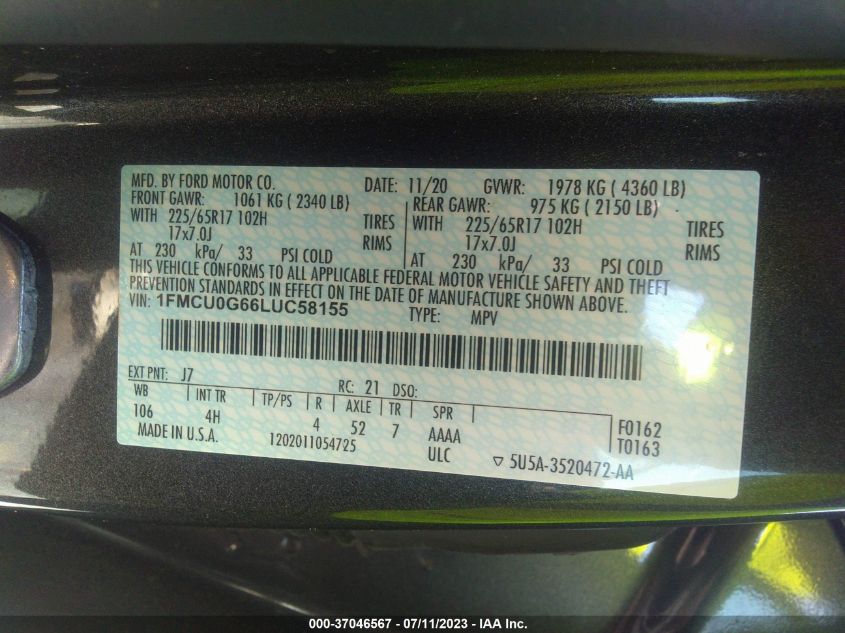 MFD. BY FORD MOTOR CO. DATE: 11/20 GVWR: 1978 KG ( 4360 LB)
FRONT GAWR: 1061 KG ( 2340 LB) REAR GAWR: 975 KG ( 2150 LB)
WITH 225/65R17 102H TIRES WITH 225/65R17 102H TIRES
17x7.0J RIMS 17x7.0J RIMS
AT 230 kPa/ 33 PSI COLD AT 230 kPa/ 33 PSI COLD
THIS VEHICLE CONFORMS TO ALL APPLICABLE FEDERAL MOTOR VEHICLE SAFETY AND THEFT
PREVENTION STANDARDS IN EFFECT ON THE DATE OF MANUFACTURE SHOWN ABOVE.
VIN: 1FMCU0G66LUC58155 TYPE: MPV
EXT PNT: J7 RC: 21 DSO:
WB INT TR TP/PS R AXLE TR SPR
106 4H 4 52 7 AAAA F0162
MADE IN U.S.A. 1202011054725 ULC T0163
▽ 5U5A-3520472-AA
000-37046567 - 07/11/2023 - IAA Inc.